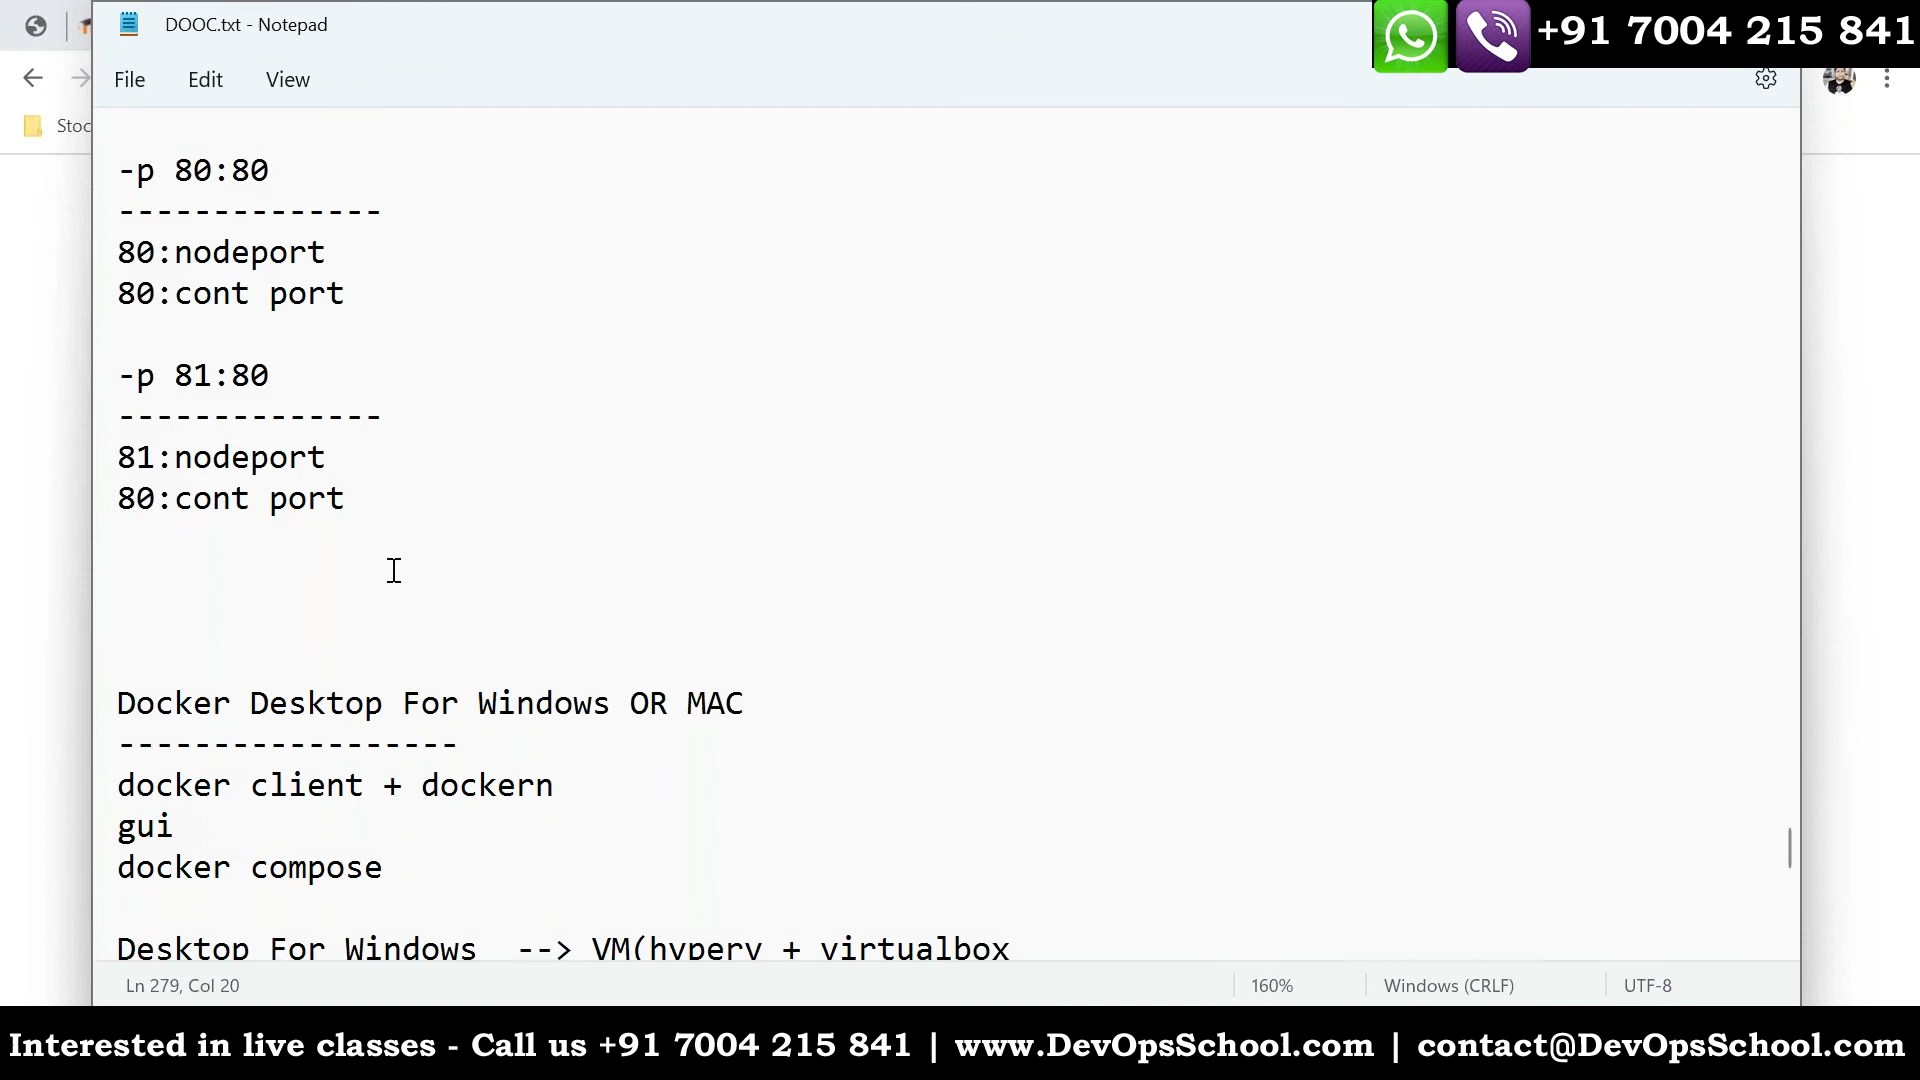 DOOC.txt - Notepad
+91 7004 215 841
File Edit View
Stoc
-p 80:80
--------------
80:nodeport
80:cont port
-p 81:80
--------------
81:nodeport
80:cont port
Docker Desktop For Windows OR MAC
------------------
docker client + dockern
gui
docker compose
Desktop For Windows --> VM(hyperv + virtualbox
Ln 279, Col 20 160% Windows (CRLF) UTF-8
Interested in live classes - Call us +91 7004 215 841 | www.DevOpsSchool.com | contact@DevOpsSchool.com